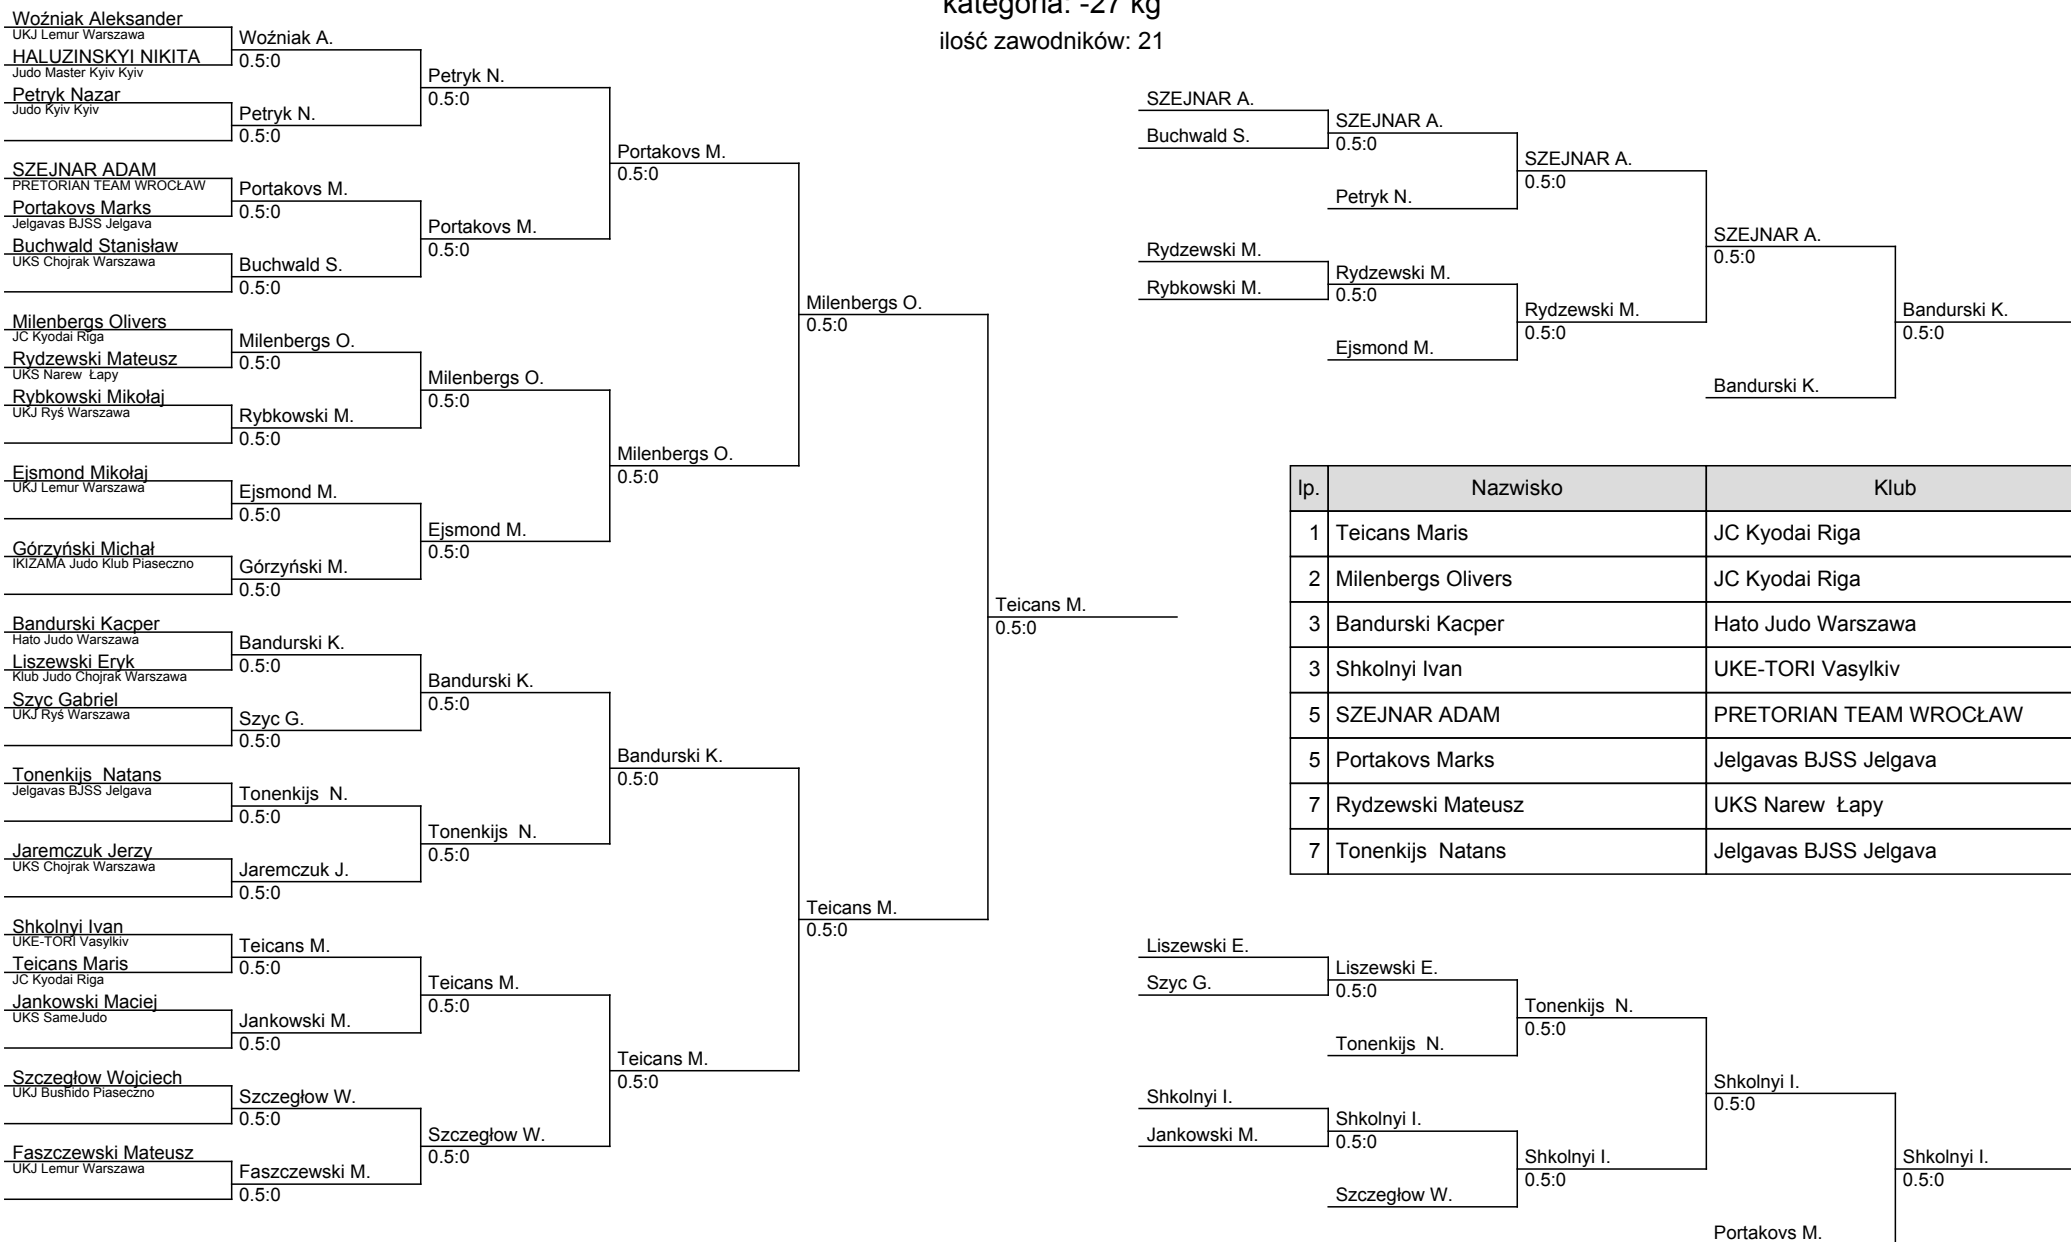 kategoria: -27 kg
ilość zawodników: 21
Woźniak Aleksander
UKJ Lemur Warszawa
HALUZINSKYI NIKITA
Judo Master Kyiv Kyiv
Petryk Nazar
Judo Kyiv Kyiv
SZEJNAR ADAM
PRETORIAN TEAM WROCŁAW
Portakovs Marks
Jelgavas BJSS Jelgava
Buchwald Stanisław
UKS Chojrak Warszawa
Milenbergs Olivers
JC Kyodai Riga
Rydzewski Mateusz
UKS Narew  Łapy
Rybkowski Mikołaj
UKJ Ryś Warszawa
Ejsmond Mikołaj
UKJ Lemur Warszawa
Górzyński Michał
IKIZAMA Judo Klub Piaseczno
Bandurski Kacper
Hato Judo Warszawa
Liszewski Eryk
Klub Judo Chojrak Warszawa
Szyc Gabriel
UKJ Ryś Warszawa
Tonenkijs  Natans
Jelgavas BJSS Jelgava
Jaremczuk Jerzy
UKS Chojrak Warszawa
Shkolnyi Ivan
UKE-TORI Vasylkiv
Teicans Maris
JC Kyodai Riga
Jankowski Maciej
UKS SameJudo
Szczegłow Wojciech
UKJ Bushido Piaseczno
Faszczewski Mateusz
UKJ Lemur Warszawa
Woźniak A.
0.5:0
Petryk N.
0.5:0
Portakovs M.
0.5:0
Buchwald S.
0.5:0
Milenbergs O.
0.5:0
Rybkowski M.
0.5:0
Ejsmond M.
0.5:0
Górzyński M.
0.5:0
Bandurski K.
0.5:0
Szyc G.
0.5:0
Tonenkijs  N.
0.5:0
Jaremczuk J.
0.5:0
Teicans M.
0.5:0
Jankowski M.
0.5:0
Szczegłow W.
0.5:0
Faszczewski M.
0.5:0
Petryk N.
0.5:0
Portakovs M.
0.5:0
Milenbergs O.
0.5:0
Ejsmond M.
0.5:0
Bandurski K.
0.5:0
Tonenkijs  N.
0.5:0
Teicans M.
0.5:0
Szczegłow W.
0.5:0
Portakovs M.
0.5:0
Milenbergs O.
0.5:0
Bandurski K.
0.5:0
Teicans M.
0.5:0
Milenbergs O.
0.5:0
Teicans M.
0.5:0
Teicans M.
0.5:0
SZEJNAR A.
Buchwald S.
Rydzewski M.
Rybkowski M.
SZEJNAR A.
0.5:0
Petryk N.
Rydzewski M.
0.5:0
Ejsmond M.
SZEJNAR A.
0.5:0
Rydzewski M.
0.5:0
SZEJNAR A.
0.5:0
Bandurski K.
Bandurski K.
0.5:0
lp. Nazwisko Klub
1 Teicans Maris JC Kyodai Riga
2 Milenbergs Olivers JC Kyodai Riga
3 Bandurski Kacper Hato Judo Warszawa
3 Shkolnyi Ivan UKE-TORI Vasylkiv
5 SZEJNAR ADAM PRETORIAN TEAM WROCŁAW
5 Portakovs Marks Jelgavas BJSS Jelgava
7 Rydzewski Mateusz UKS Narew  Łapy
7 Tonenkijs  Natans Jelgavas BJSS Jelgava
Liszewski E.
Szyc G.
Shkolnyi I.
Jankowski M.
Liszewski E.
0.5:0
Tonenkijs  N.
Shkolnyi I.
0.5:0
Szczegłow W.
Tonenkijs  N.
0.5:0
Shkolnyi I.
0.5:0
Shkolnyi I.
0.5:0
Portakovs M.
Shkolnyi I.
0.5:0